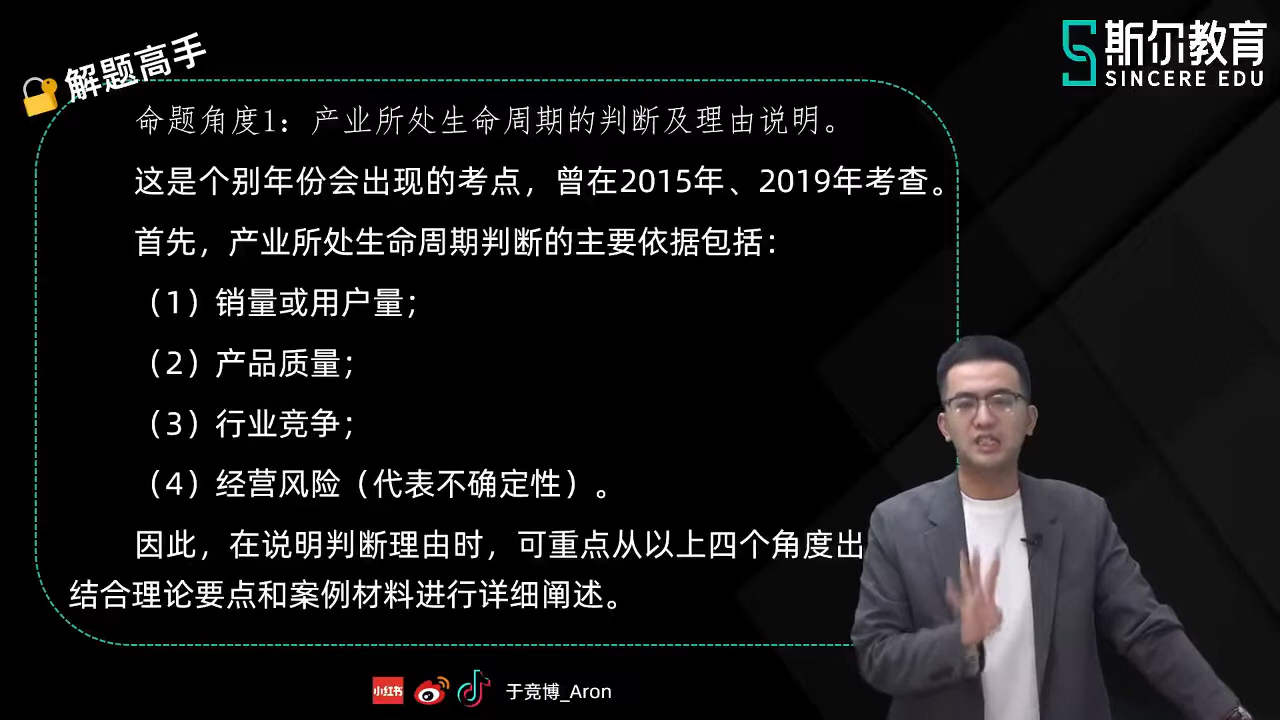 解题高手
斯尔教育
SINCERE EDU
命题角度1：产业所处生命周期的判断及理由说明。
这是个别年份会出现的考点，曾在2015年、2019年考查。
首先，产业所处生命周期判断的主要依据包括：
（1）销量或用户量；
（2）产品质量；
（3）行业竞争；
（4）经营风险（代表不确定性）。
因此，在说明判断理由时，可重点从以上四个角度出
结合理论要点和案例材料进行详细阐述。
小红书
于竞博_Aron